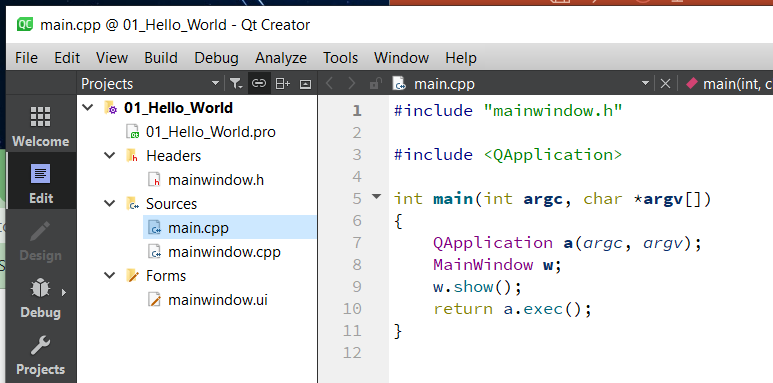 QC main.cpp @ 01_Hello_World - Qt Creator
File Edit View Build Debug Analyze Tools Window Help
Projects main.cpp main(int, c
Welcome
Edit
Design
Debug
Projects
01_Hello_World
01_Hello_World.pro
Headers
mainwindow.h
Sources
main.cpp
mainwindow.cpp
Forms
mainwindow.ui
1 #include "mainwindow.h"
2
3 #include <QApplication>
4
5 int main(int argc, char *argv[])
6 {
7     QApplication a(argc, argv);
8     MainWindow w;
9     w.show();
10     return a.exec();
11 }
12